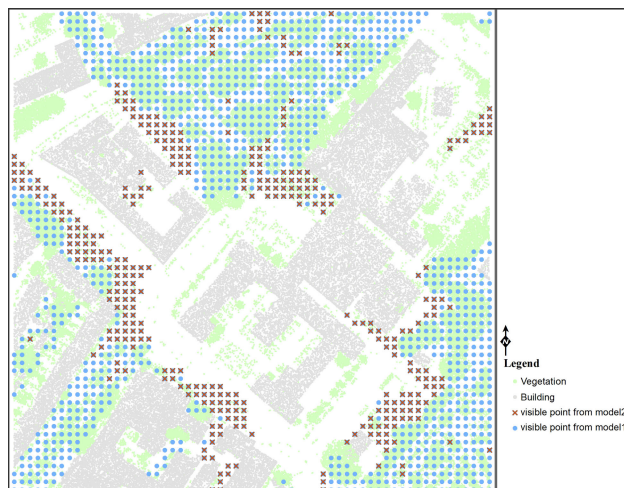 N
Legend
Vegetation
Building
visible point from model2
visible point from model1